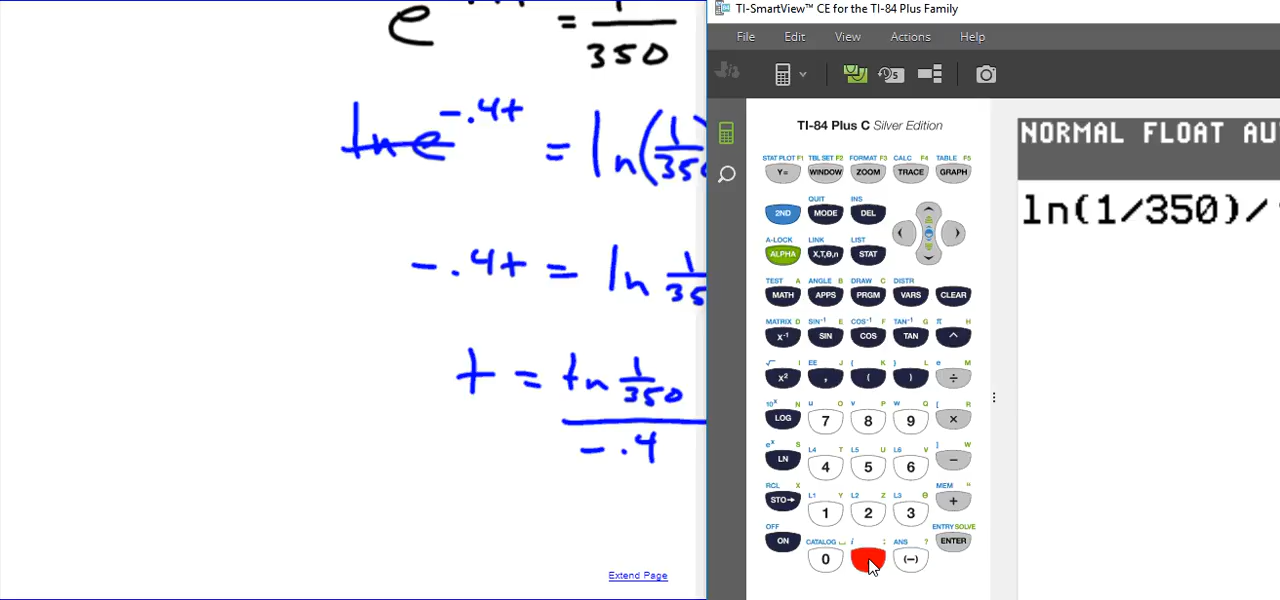 TI-SmartView™ CE for the TI-84 Plus Family
File Edit View Actions Help
e = 1/350
ln e^-.4t = ln(1/350
-.4t = ln 1/35
t = ln 1/350
-.4
Extend Page
TI-84 Plus C Silver Edition
NORMAL FLOAT AU
ln(1/350)/
STAT PLOT F1 TBL SET F2 FORMAT F3 CALC F4 TABLE F5
Y= WINDOW ZOOM TRACE GRAPH
QUIT INS
2ND MODE DEL
A-LOCK LINK LIST
ALPHA X,T,θ,n STAT
TEST A ANGLE B DRAW C DISTR
MATH APPS PRGM VARS CLEAR
MATRIX D SIN⁻¹ E COS⁻¹ F TAN⁻¹ G π H
x⁻¹ SIN COS TAN ^
√ I EE J { K } L e M
x² , ( ) ÷
10ˣ N u O v P w Q [ R
LOG 7 8 9 ×
eˣ S L4 T L5 U L6 V ] W
LN 4 5 6 −
RCL X L1 Y L2 Z L3 θ MEM "
STO→ 1 2 3 +
OFF CATALOG ⎵ i : ANS ? ENTRY SOLVE
ON 0 (−) ENTER